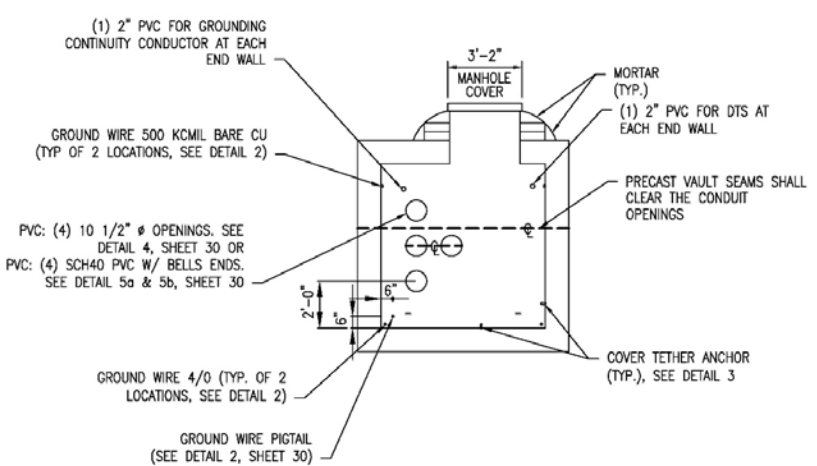 (1) 2" PVC FOR GROUNDING
CONTINUITY CONDUCTOR AT EACH
END WALL
3'-2"
MANHOLE
COVER
MORTAR
(TYP.)
(1) 2" PVC FOR DTS AT
EACH END WALL
GROUND WIRE 500 KCMIL BARE CU
(TYP OF 2 LOCATIONS, SEE DETAIL 2)
PRECAST VAULT SEAMS SHALL
CLEAR THE CONDUIT
OPENINGS
PVC: (4) 10 1/2" ø OPENINGS. SEE
DETAIL 4, SHEET 30 OR
PVC: (4) SCH40 PVC W/ BELLS ENDS.
SEE DETAIL 5a & 5b, SHEET 30
℄
℄
6"
2'-0"
6"
GROUND WIRE 4/0 (TYP. OF 2
LOCATIONS, SEE DETAIL 2)
COVER TETHER ANCHOR
(TYP.), SEE DETAIL 3
GROUND WIRE PIGTAIL
(SEE DETAIL 2, SHEET 30)